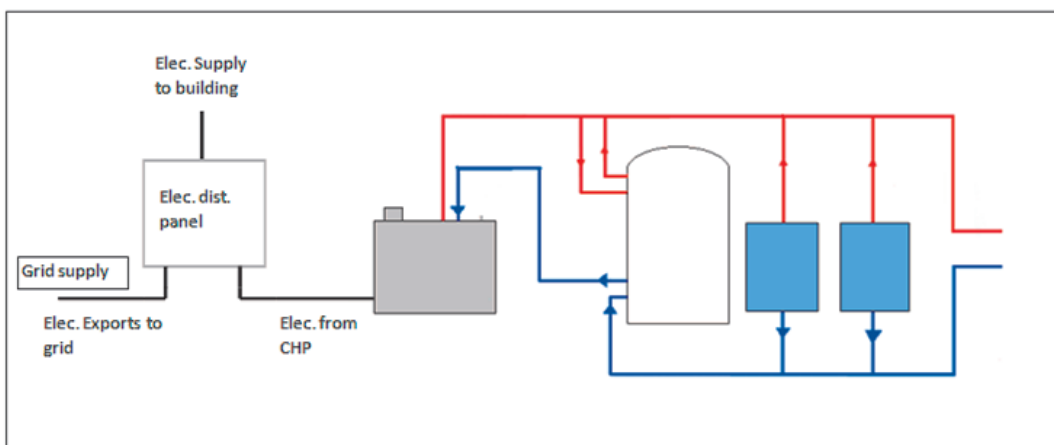 Elec. Supply
to building
Elec. dist.
panel
Grid supply
Elec. Exports to
grid
Elec. from
CHP